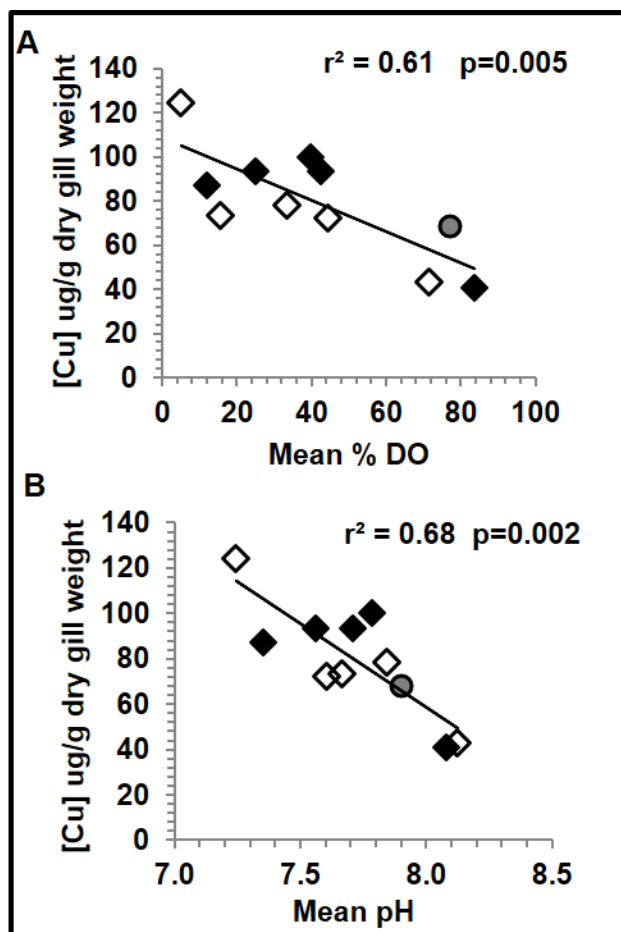 A
r² = 0.61 p=0.005
[Cu] ug/g dry gill weight
140
120
100
80
60
40
20
0
0 20 40 60 80 100
Mean % DO
B
r² = 0.68 p=0.002
[Cu] ug/g dry gill weight
140
120
100
80
60
40
20
0
7.0 7.5 8.0 8.5
Mean pH